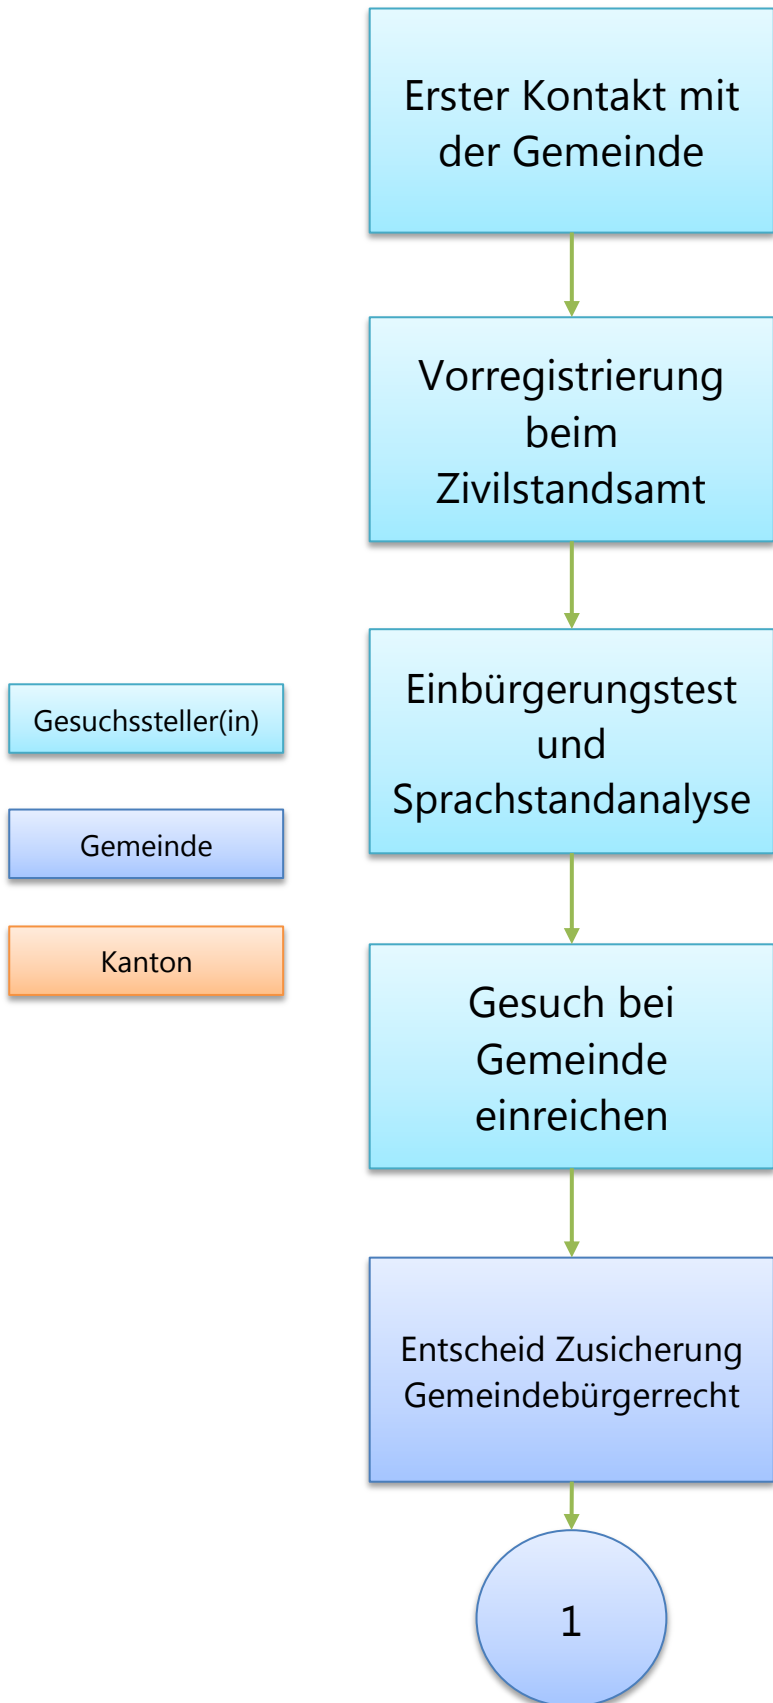 Erster Kontakt mit
der Gemeinde
Vorregistrierung
beim
Zivilstandsamt
Einbürgerungstest
und
Sprachstandanalyse
Gesuchssteller(in)
Gemeinde
Kanton
Gesuch bei
Gemeinde
einreichen
Entscheid Zusicherung
Gemeindebürgerrecht
1